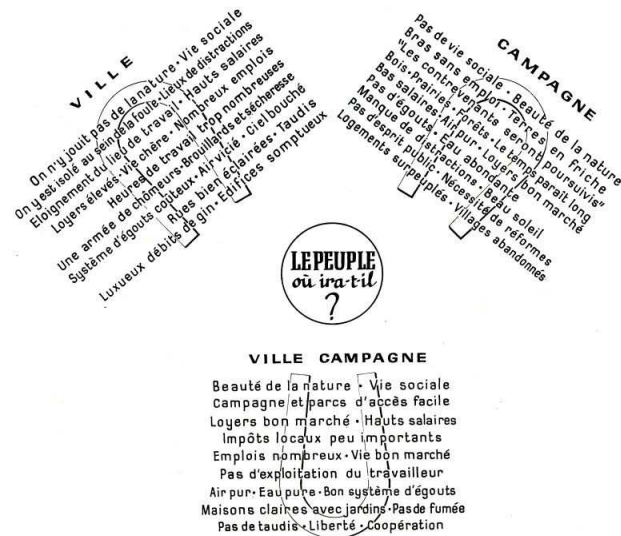 VILLE
On n'y jouit pas de la nature · Vie sociale
On y est isolé au sein de la foule · Lieux de distractions
Eloignement du lieu de travail · Hauts salaires
Loyers élevés · Vie chère · Nombreux emplois
Heures de travail trop nombreuses
Une armée de chômeurs · Brouillards et sécheresse
Système d'égouts coûteux · Air vitié · Ciel bouché
Rues bien éclairées · Taudis
Luxueux débits de gin · Edifices somptueux
CAMPAGNE
Pas de vie sociale · Beauté de la nature
Bras sans emploi · Terres en friche
"Les contrevenants seront poursuivis"
Bois · Prairies · Forêts · Le temps paraît long
Bas salaires · Air pur · Loyers bon marché
Pas d'égouts · Eau abondante
Manque de distractions · Beau soleil
Pas d'esprit public · Nécessité de réformes
Logements surpeuplés · Villages abandonnés
LE PEUPLE
où ira-t-il
?
VILLE CAMPAGNE
Beauté de la nature · Vie sociale
Campagne et parcs d'accès facile
Loyers bon marché · Hauts salaires
Impôts locaux peu importants
Emplois nombreux · Vie bon marché
Pas d'exploitation du travailleur
Air pur · Eau pure · Bon système d'égouts
Maisons claires avec jardins · Pas de fumée
Pas de taudis · Liberté · Coopération